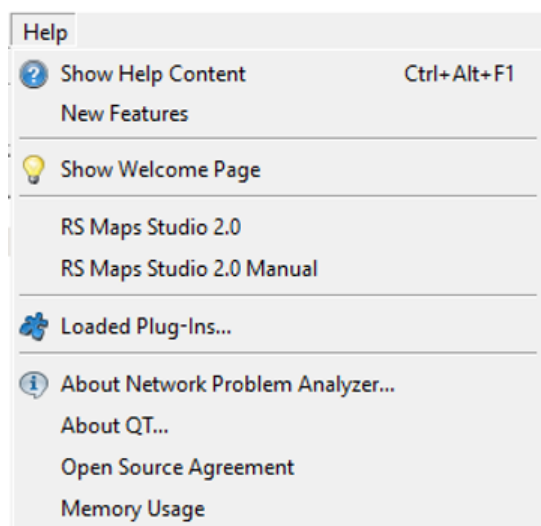 Help
Show Help Content Ctrl+Alt+F1
New Features
Show Welcome Page
RS Maps Studio 2.0
RS Maps Studio 2.0 Manual
Loaded Plug-Ins...
About Network Problem Analyzer...
About QT...
Open Source Agreement
Memory Usage